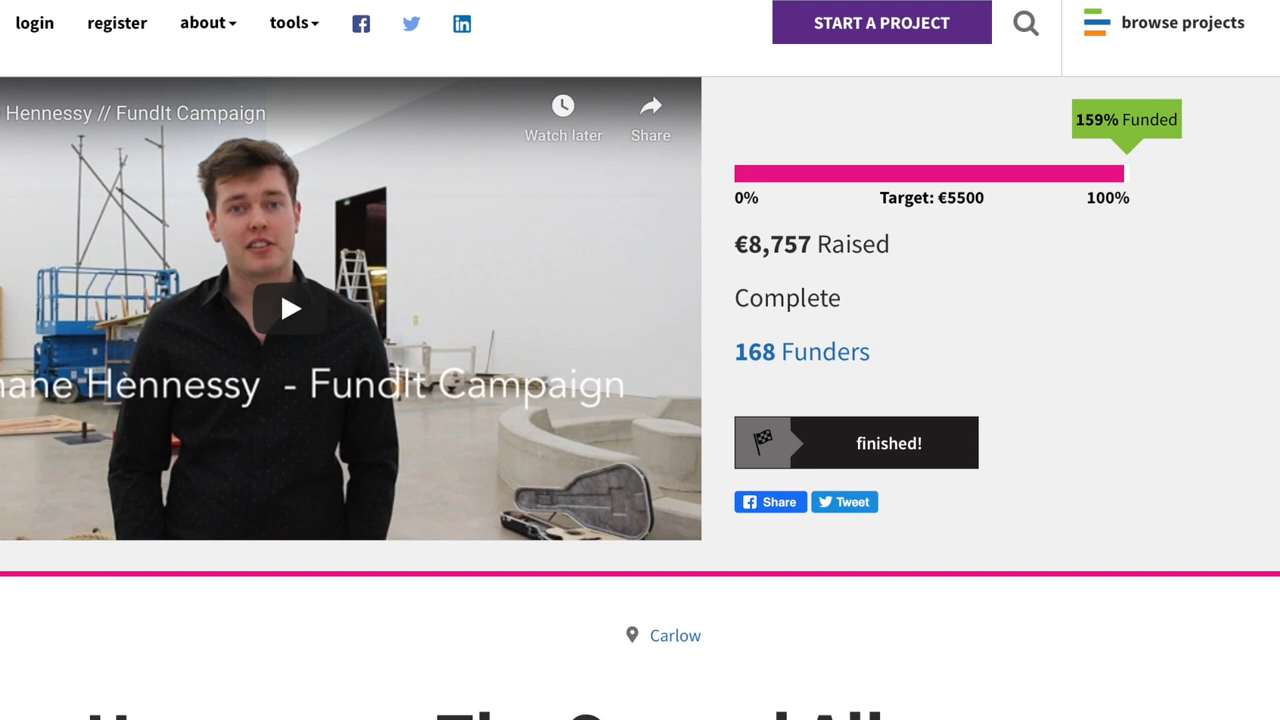 login register about tools START A PROJECT browse projects
Hennessy // FundIt Campaign
Watch later Share
hane Hennessy - FundIt Campaign
159% Funded
0% Target: €5500 100%
€8,757 Raised
Complete
168 Funders
finished!
Share Tweet
Carlow